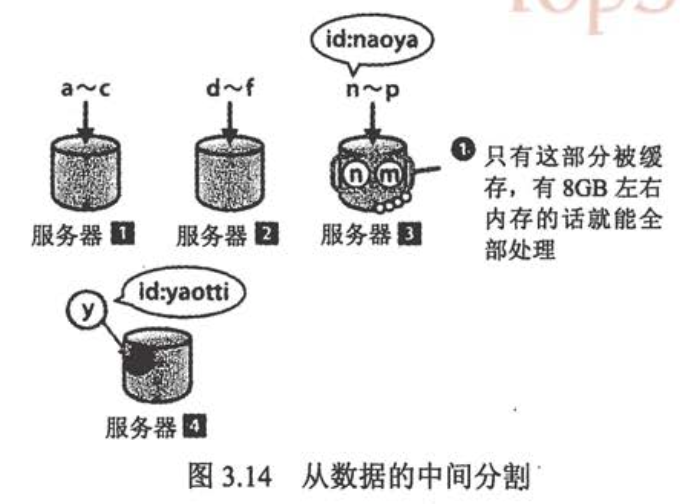 TopS
id:naoya
a～c
d～f
n～p
n
m
❶ 只有这部分被缓
存，有 8GB 左右
内存的话就能全
部处理
服务器 1
服务器 2
服务器 3
id:yaotti
y
服务器 4
图 3.14 从数据的中间分割